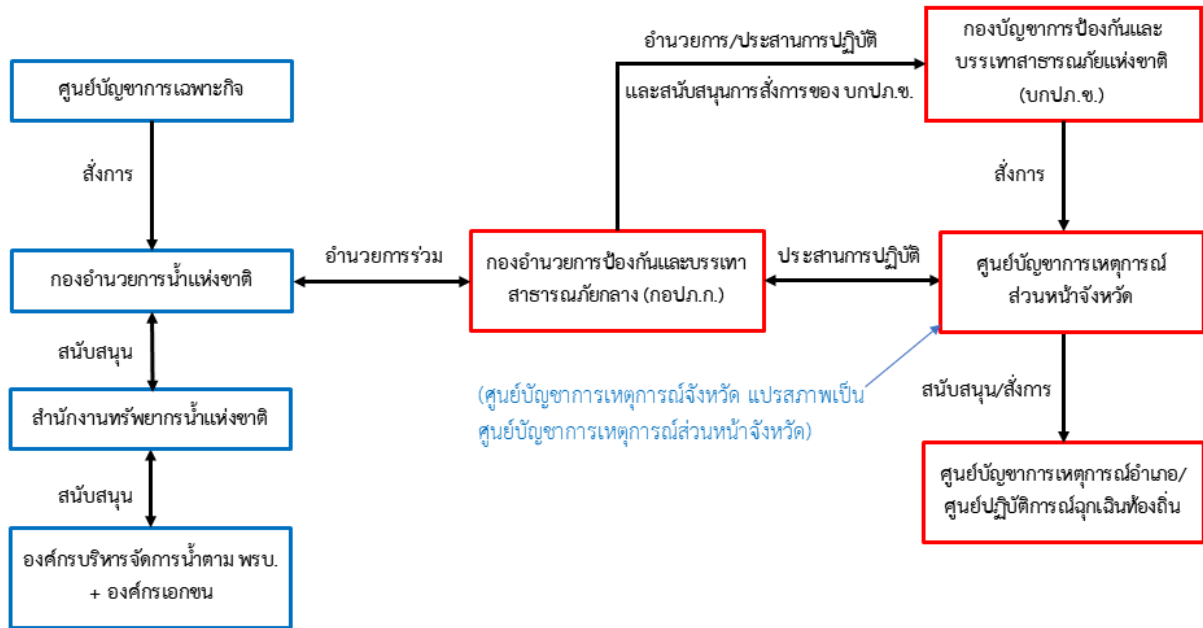 ศูนย์บัญชาการเฉพาะกิจ
สั่งการ
กองอำนวยการน้ำแห่งชาติ
สนับสนุน
สำนักงานทรัพยากรน้ำแห่งชาติ
สนับสนุน
องค์กรบริหารจัดการน้ำตาม พรบ.
+ องค์กรเอกชน
อำนวยการร่วม
กองอำนวยการป้องกันและบรรเทา
สาธารณภัยกลาง (กอปภ.ก.)
อำนวยการ/ประสานการปฏิบัติ
และสนับสนุนการสั่งการของ บกปภ.ช.
กองบัญชาการป้องกันและ
บรรเทาสาธารณภัยแห่งชาติ
(บกปภ.ช.)
สั่งการ
ประสานการปฏิบัติ
ศูนย์บัญชาการเหตุการณ์
ส่วนหน้าจังหวัด
(ศูนย์บัญชาการเหตุการณ์จังหวัด แปรสภาพเป็น
ศูนย์บัญชาการเหตุการณ์ส่วนหน้าจังหวัด)
สนับสนุน/สั่งการ
ศูนย์บัญชาการเหตุการณ์อำเภอ/
ศูนย์ปฏิบัติการณ์ฉุกเฉินท้องถิ่น